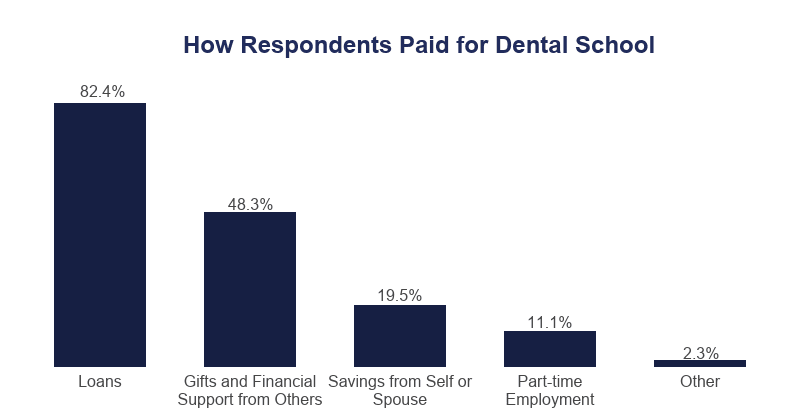 How Respondents Paid for Dental School
82.4%
48.3%
19.5%
11.1%
2.3%
Loans
Gifts and Financial
Support from Others
Savings from Self or
Spouse
Part-time
Employment
Other